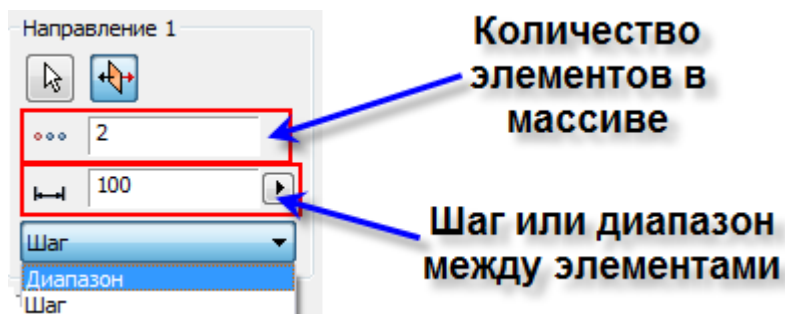 Направление 1
Количество
элементов в
массиве
2
100
Шаг или диапазон
между элементами
Шаг
Диапазон
Шаг